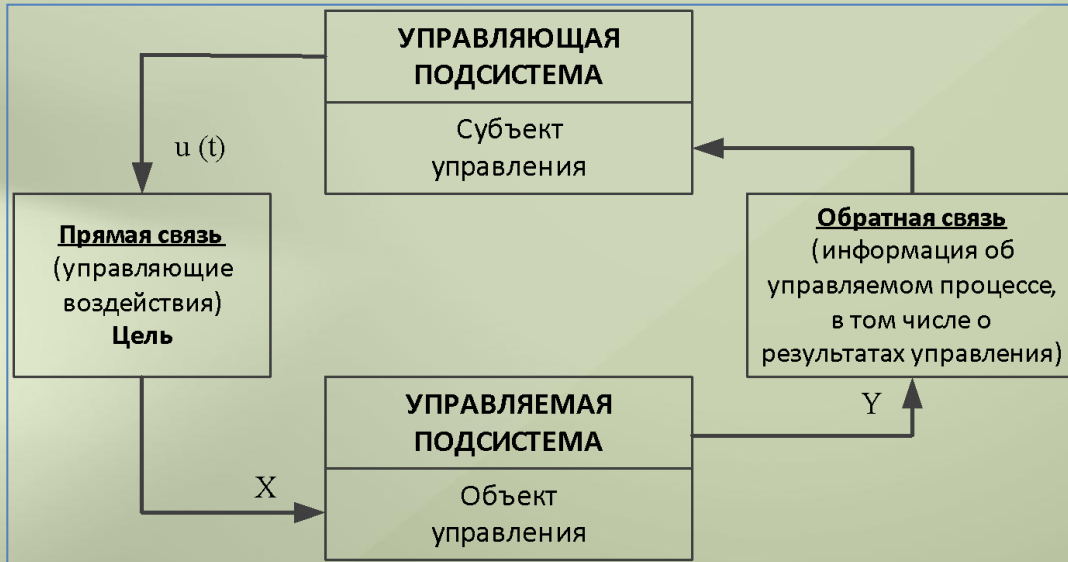 УПРАВЛЯЮЩАЯ
ПОДСИСТЕМА
Субъект
управления
u (t)
Прямая связь
(управляющие
воздействия)
Цель
Обратная связь
(информация об
управляемом процессе,
в том числе о
результатах управления)
X
УПРАВЛЯЕМАЯ
ПОДСИСТЕМА
Объект
управления
Y